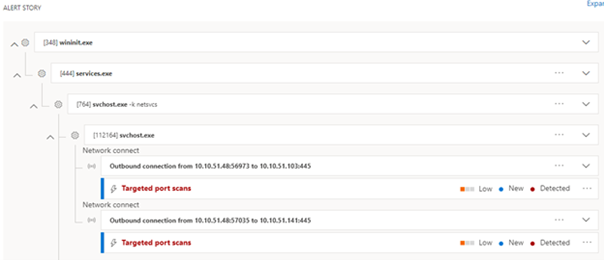 Expar
ALERT STORY
[348] wininit.exe
[444] services.exe
[764] svchost.exe -k netsvcs
[112164] svchost.exe
Network connect
Outbound connection from 10.10.51.48:56973 to 10.10.51.103:445
Targeted port scans Low New Detected
Network connect
Outbound connection from 10.10.51.48:57035 to 10.10.51.141:445
Targeted port scans Low New Detected